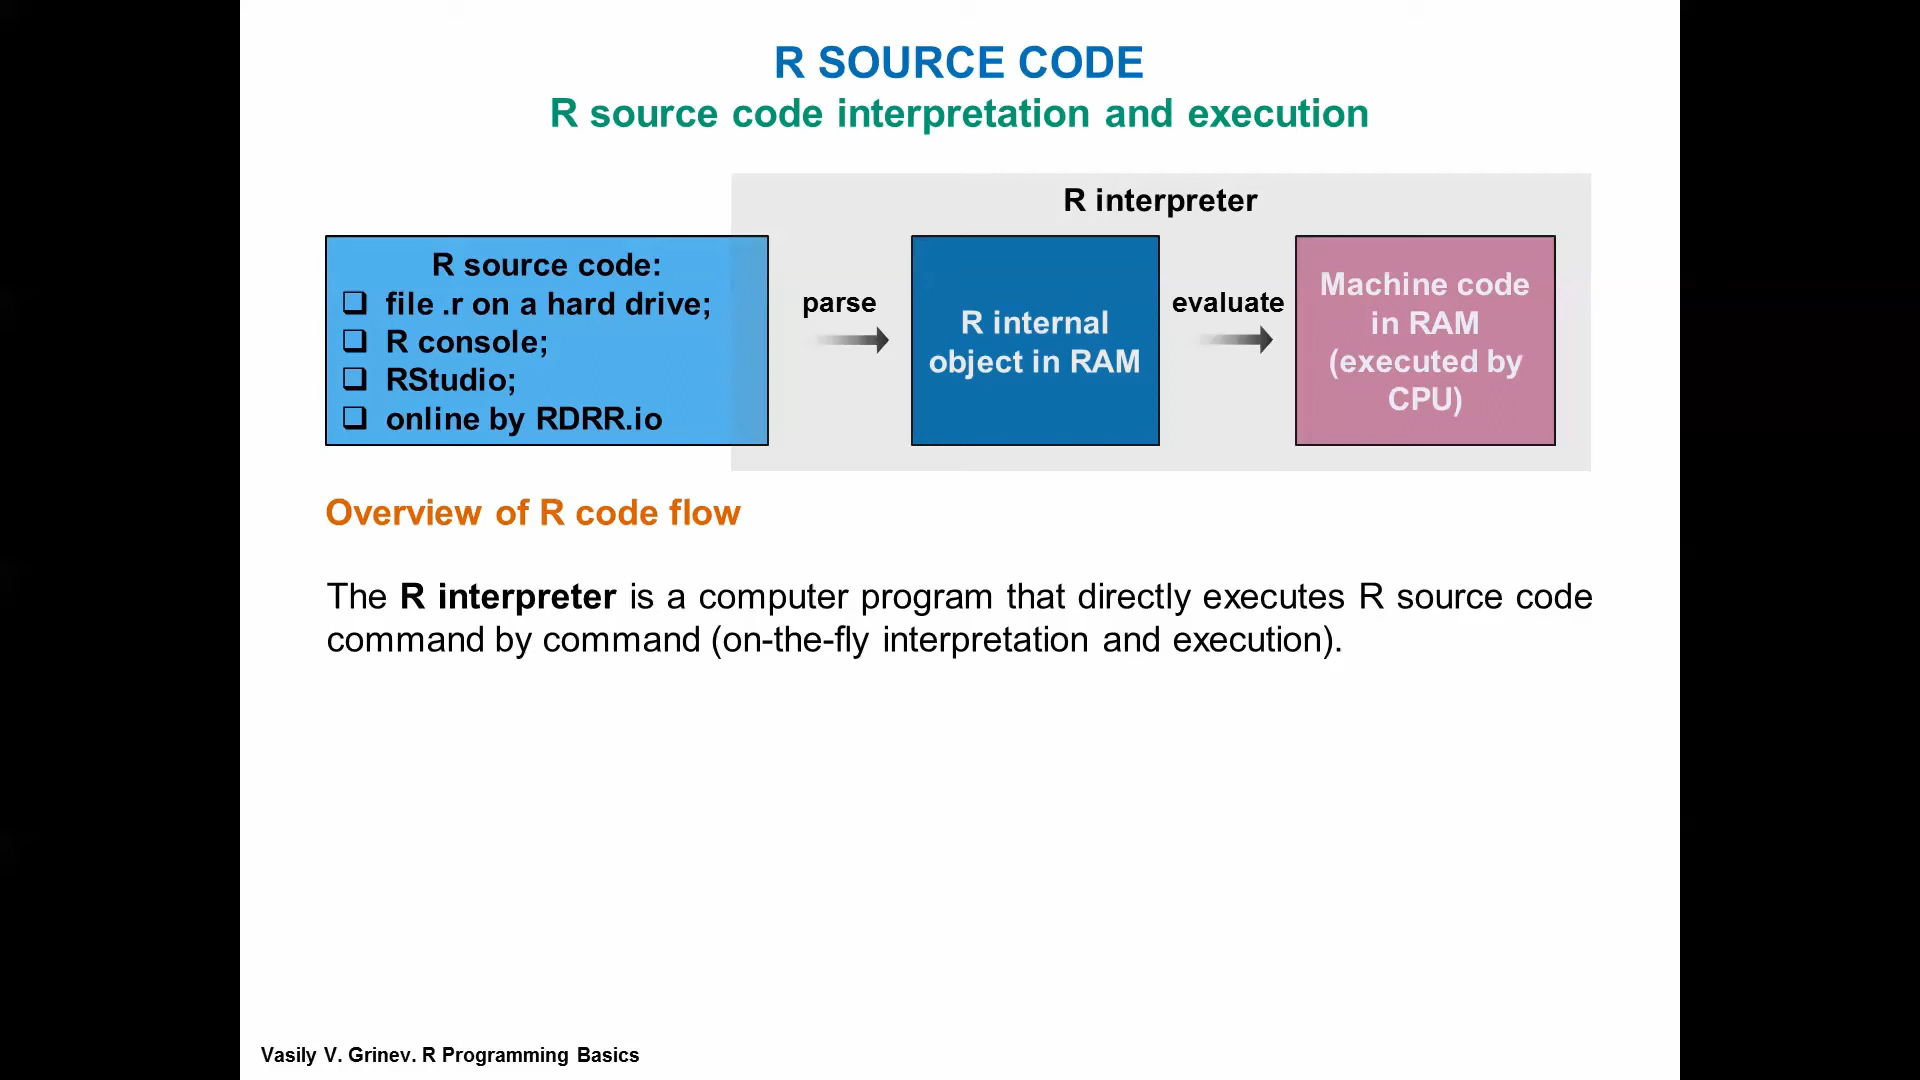 R SOURCE CODE
R source code interpretation and execution
R interpreter
R source code:
❑ file .r on a hard drive;
❑ R console;
❑ RStudio;
❑ online by RDRR.io
parse
R internal
object in RAM
evaluate
Machine code
in RAM
(executed by
CPU)
Overview of R code flow
The R interpreter is a computer program that directly executes R source code
command by command (on-the-fly interpretation and execution).
Vasily V. Grinev. R Programming Basics